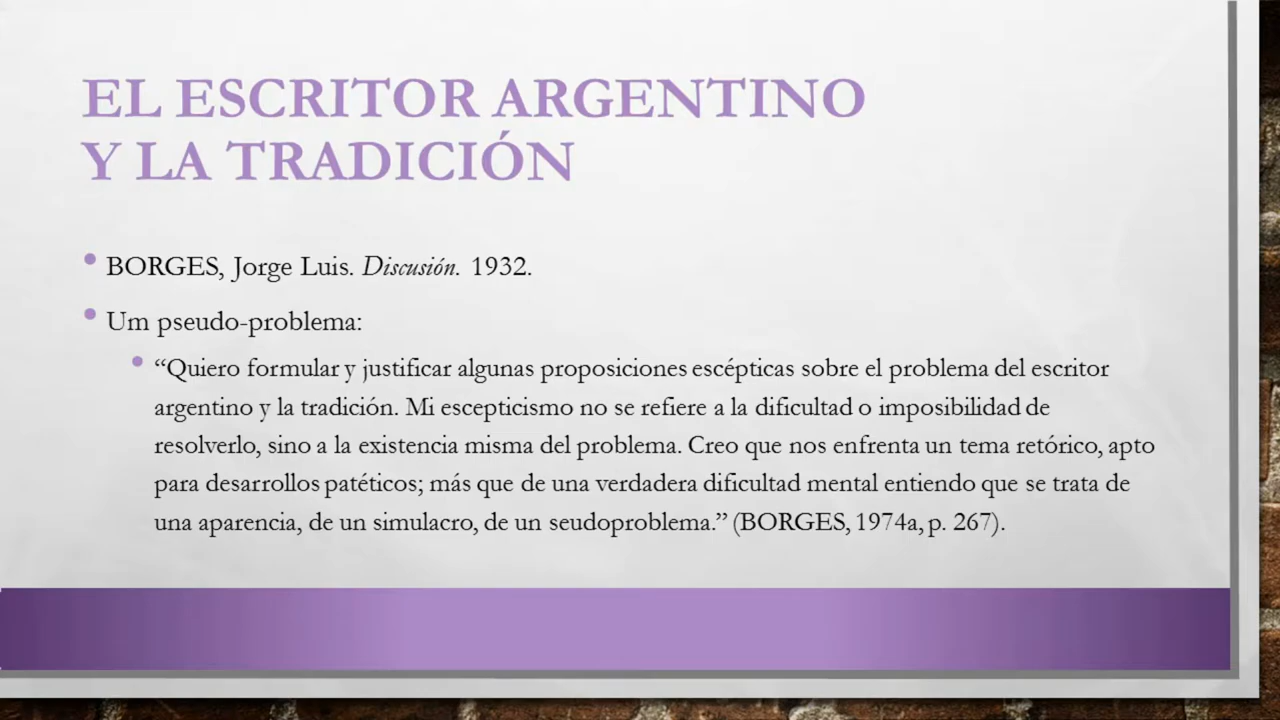 EL ESCRITOR ARGENTINO
Y LA TRADICIÓN
• BORGES, Jorge Luis. Discusión. 1932.
• Um pseudo-problema:
• “Quiero formular y justificar algunas proposiciones escépticas sobre el problema del escritor
argentino y la tradición. Mi escepticismo no se refiere a la dificultad o imposibilidad de
resolverlo, sino a la existencia misma del problema. Creo que nos enfrenta un tema retórico, apto
para desarrollos patéticos; más que de una verdadera dificultad mental entiendo que se trata de
una aparencia, de un simulacro, de un seudoproblema.” (BORGES, 1974a, p. 267).